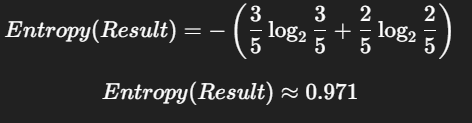 Entropy(Result) = −(3/5 log₂ 3/5 + 2/5 log₂ 2/5)
Entropy(Result) ≈ 0.971